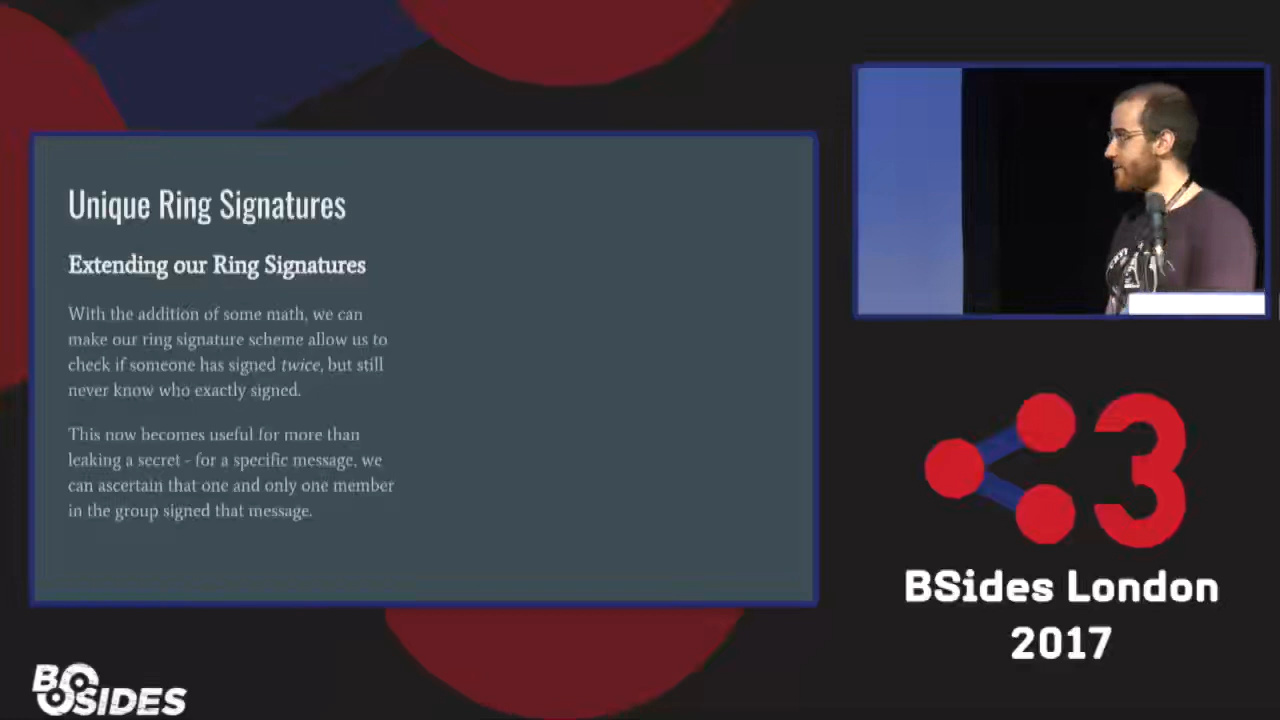 Unique Ring Signatures
Extending our Ring Signatures
With the addition of some math, we can
make our ring signature scheme allow us to
check if someone has signed twice, but still
never know who exactly signed.
This now becomes useful for more than
leaking a secret - for a specific message, we
can ascertain that one and only one member
in the group signed that message.
<3
BSides London
2017
BSIDES